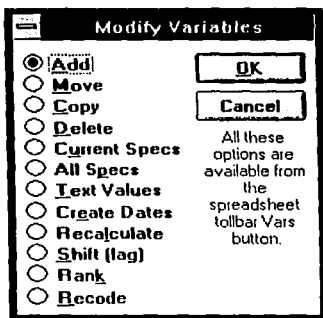 Modify Variables
Add
Move
Copy
Delete
Current Specs
All Specs
Text Values
Create Dates
Recalculate
Shift (lag)
Rank
Recode
OK
Cancel
All these
options are
available from
the
spreadsheet
tollbar Vars
button.